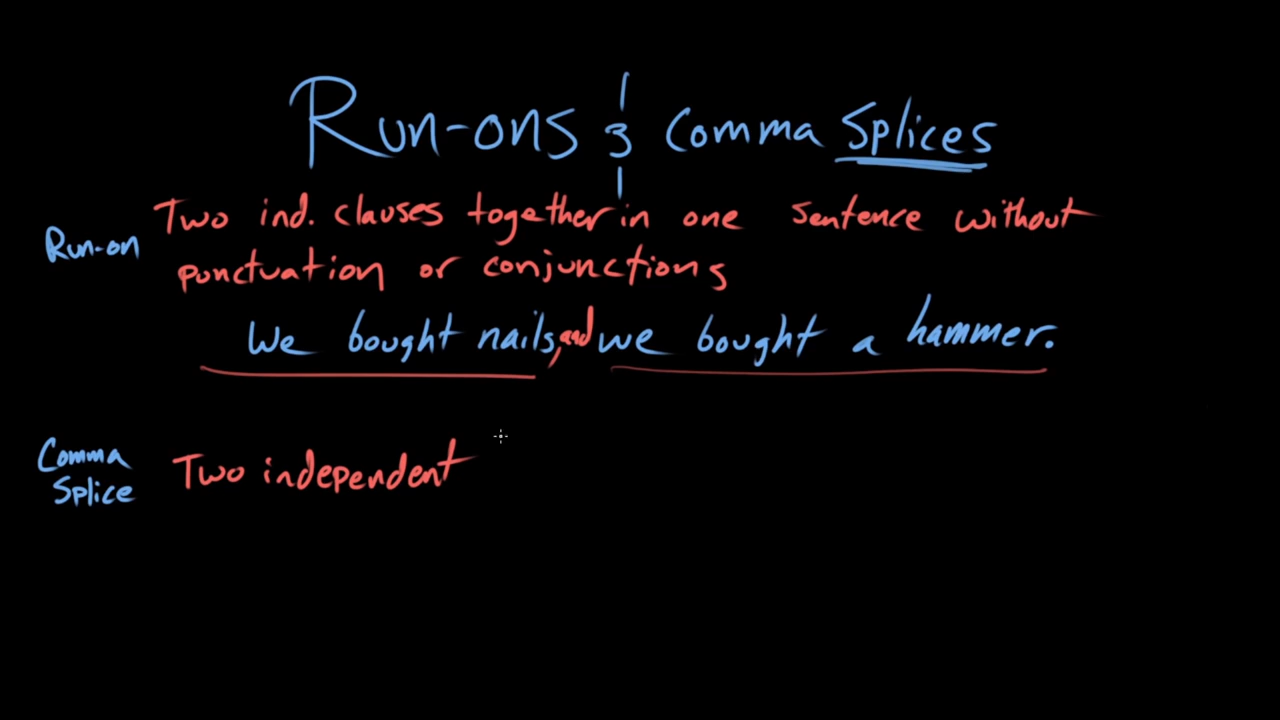 Run-ons & Comma Splices
Two ind. clauses together in one sentence without
Run-on
punctuation or conjunctions
We bought nails, and we bought a hammer.
Comma
Splice
Two independent